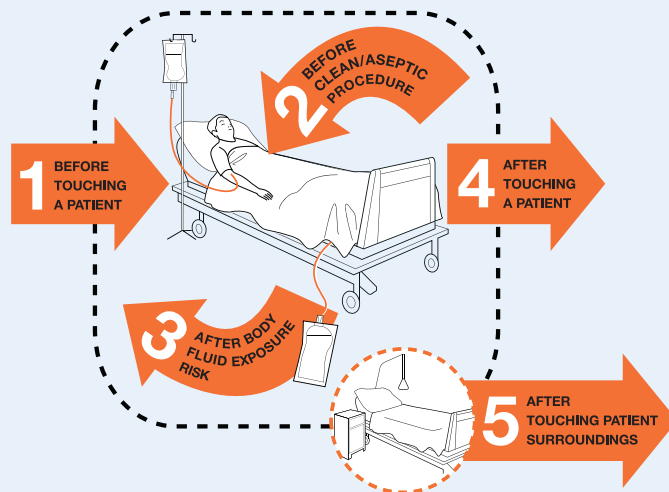 1 BEFORE
TOUCHING
A PATIENT
2 BEFORE
CLEAN/ASEPTIC
PROCEDURE
3 AFTER BODY
FLUID EXPOSURE
RISK
4 AFTER
TOUCHING
A PATIENT
5 AFTER
TOUCHING PATIENT
SURROUNDINGS